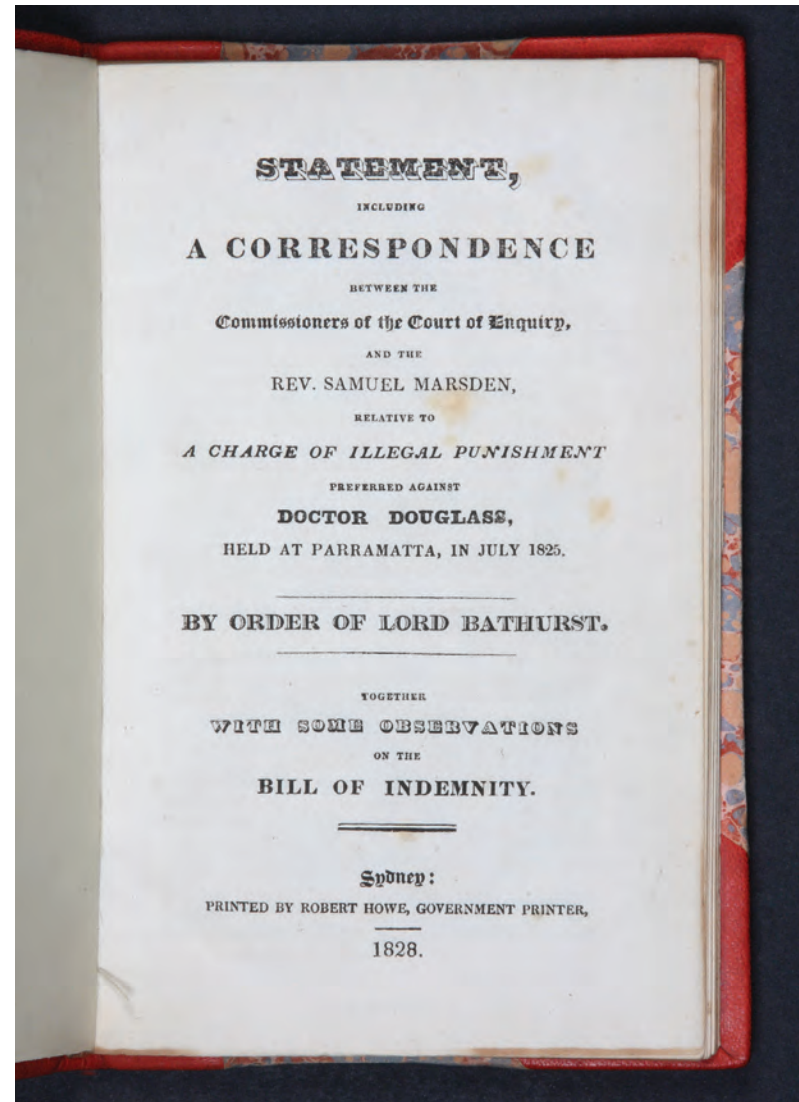 STATEMENT,
INCLUDING
A CORRESPONDENCE
BETWEEN THE
Commissioners of the Court of Enquiry,
AND THE
REV. SAMUEL MARSDEN,
RELATIVE TO
A CHARGE OF ILLEGAL PUNISHMENT
PREFERRED AGAINST
DOCTOR DOUGLASS,
HELD AT PARRAMATTA, IN JULY 1825.
BY ORDER OF LORD BATHURST.
TOGETHER
WITH SOME OBSERVATIONS
ON THE
BILL OF INDEMNITY.
Sydney:
PRINTED BY ROBERT HOWE, GOVERNMENT PRINTER,
1828.